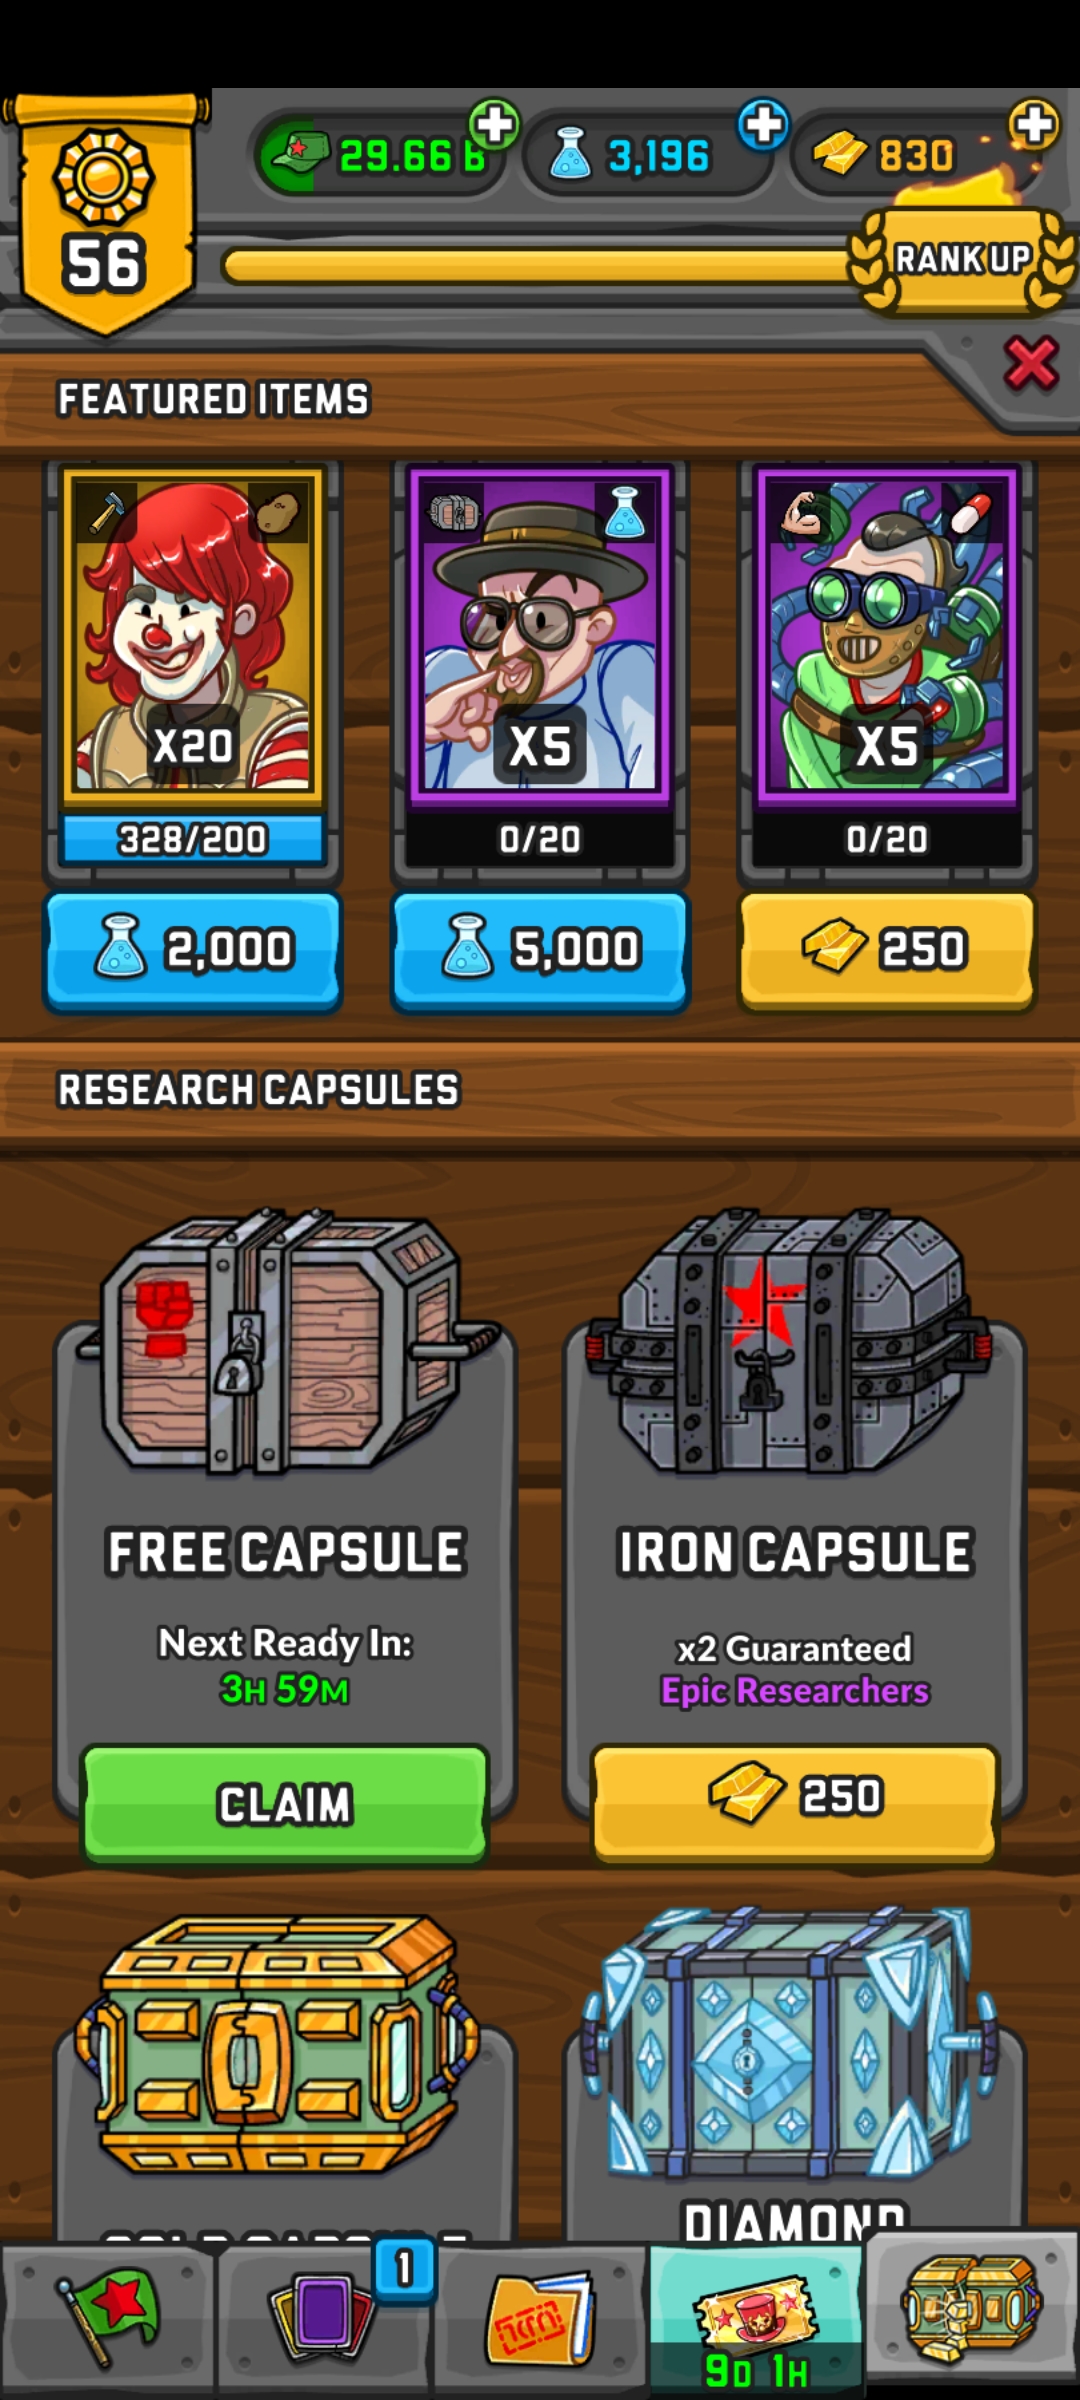 29.66 B
3,196
830
56
RANK UP
FEATURED ITEMS
X20
X5
X5
328/200
0/20
0/20
2,000
5,000
250
RESEARCH CAPSULES
FREE CAPSULE
IRON CAPSULE
Next Ready In:
3H 59M
x2 Guaranteed
Epic Researchers
CLAIM
250
DIAMOND
1
9D 1H